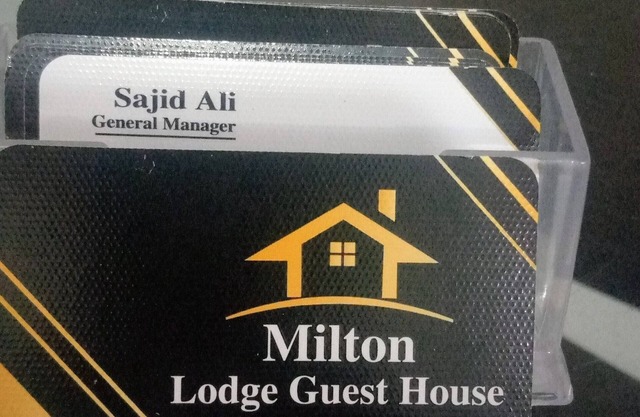 Sajid Ali
General Manager
Milton
Lodge Guest House